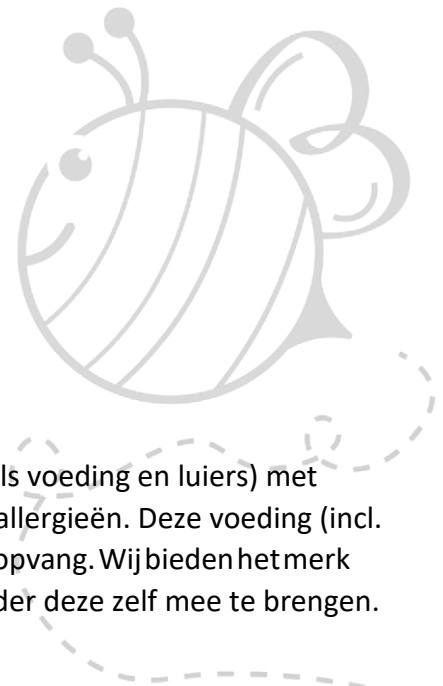 ls voeding en luiers) met
allergieën. Deze voeding (incl.
opvang. Wij bieden het merk
der deze zelf mee te brengen.